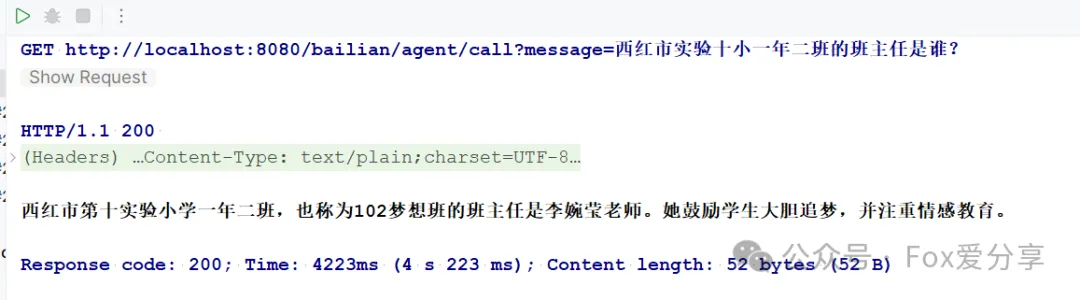 GET http://localhost:8080/bailian/agent/call?message=西红市实验十小一年二班的班主任是谁?
Show Request
HTTP/1.1 200
(Headers) …Content-Type: text/plain;charset=UTF-8…
西红市第十实验小学一年二班，也称为102梦想班的班主任是李婉莹老师。她鼓励学生大胆追梦，并注重情感教育。
Response code: 200; Time: 4223ms (4 s 223 ms); Content length: 52 bytes (52 B)
公众号 · Fox爱分享